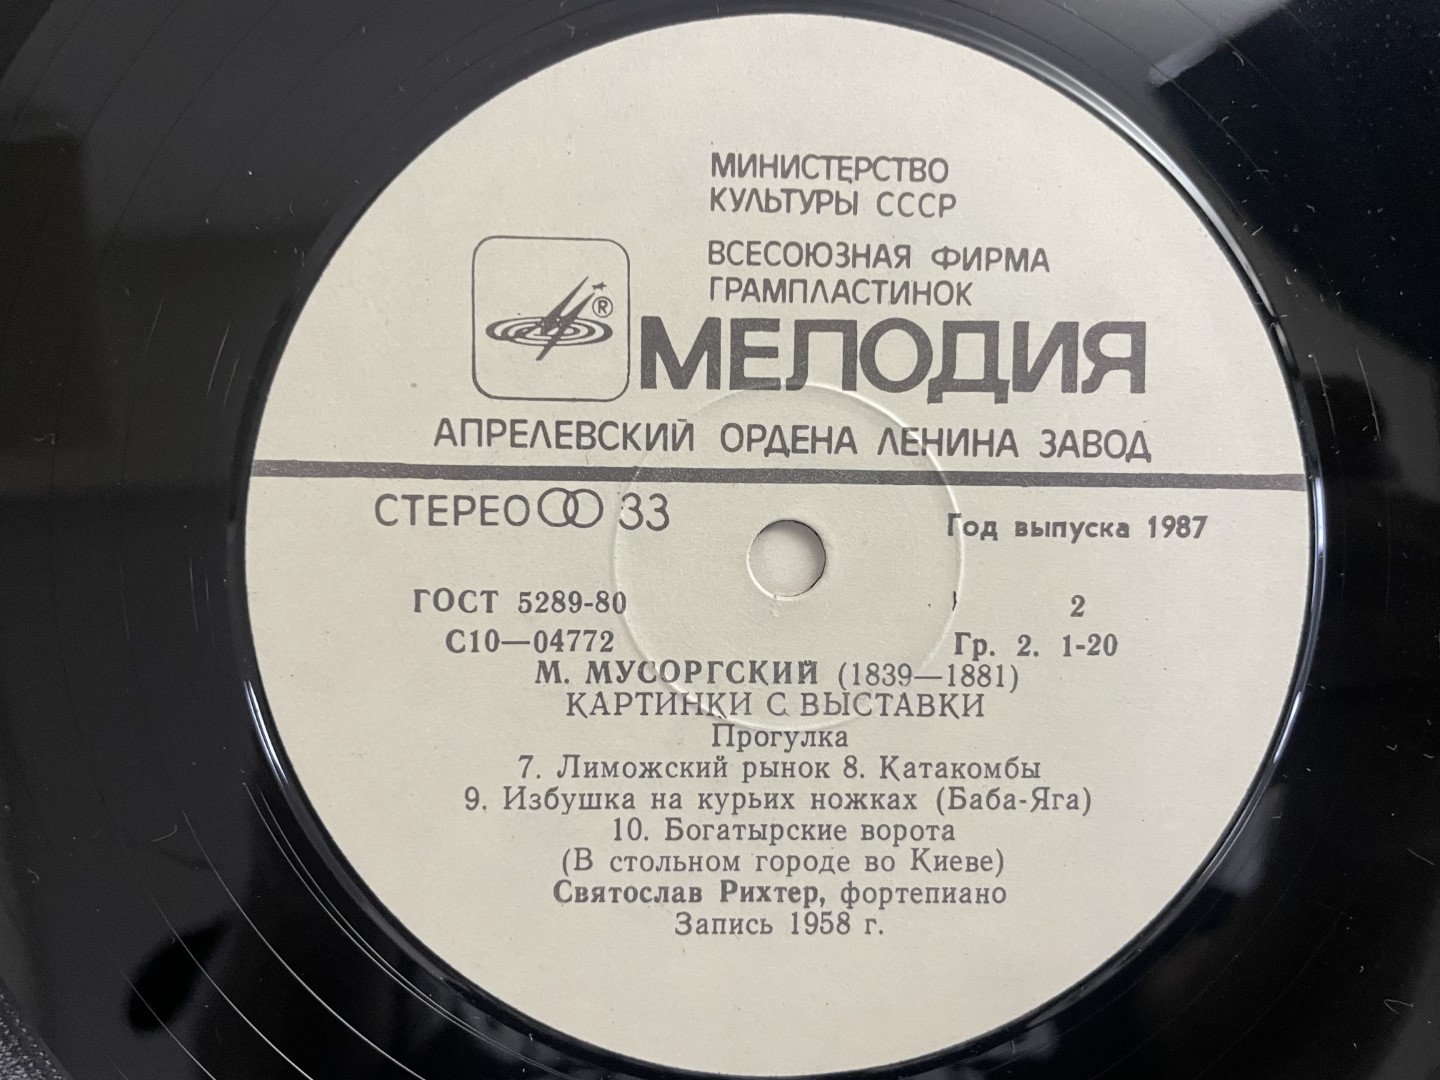 МИНИСТЕРСТВО
КУЛЬТУРЫ СССР
ВСЕСОЮЗНАЯ ФИРМА
ГРАМПЛАСТИНОК
®
МЕЛОДИЯ
АПРЕЛЕВСКИЙ ОРДЕНА ЛЕНИНА ЗАВОД
СТЕРЕО 33
Год выпуска 1987
ГОСТ 5289-80
2
С10—04772
Гр. 2. 1-20
М. МУСОРГСКИЙ (1839—1881)
КАРТИНКИ С ВЫСТАВКИ
Прогулка
7. Лиможский рынок 8. Катакомбы
9. Избушка на курьих ножках (Баба-Яга)
10. Богатырские ворота
(В стольном городе во Киеве)
Святослав Рихтер, фортепиано
Запись 1958 г.